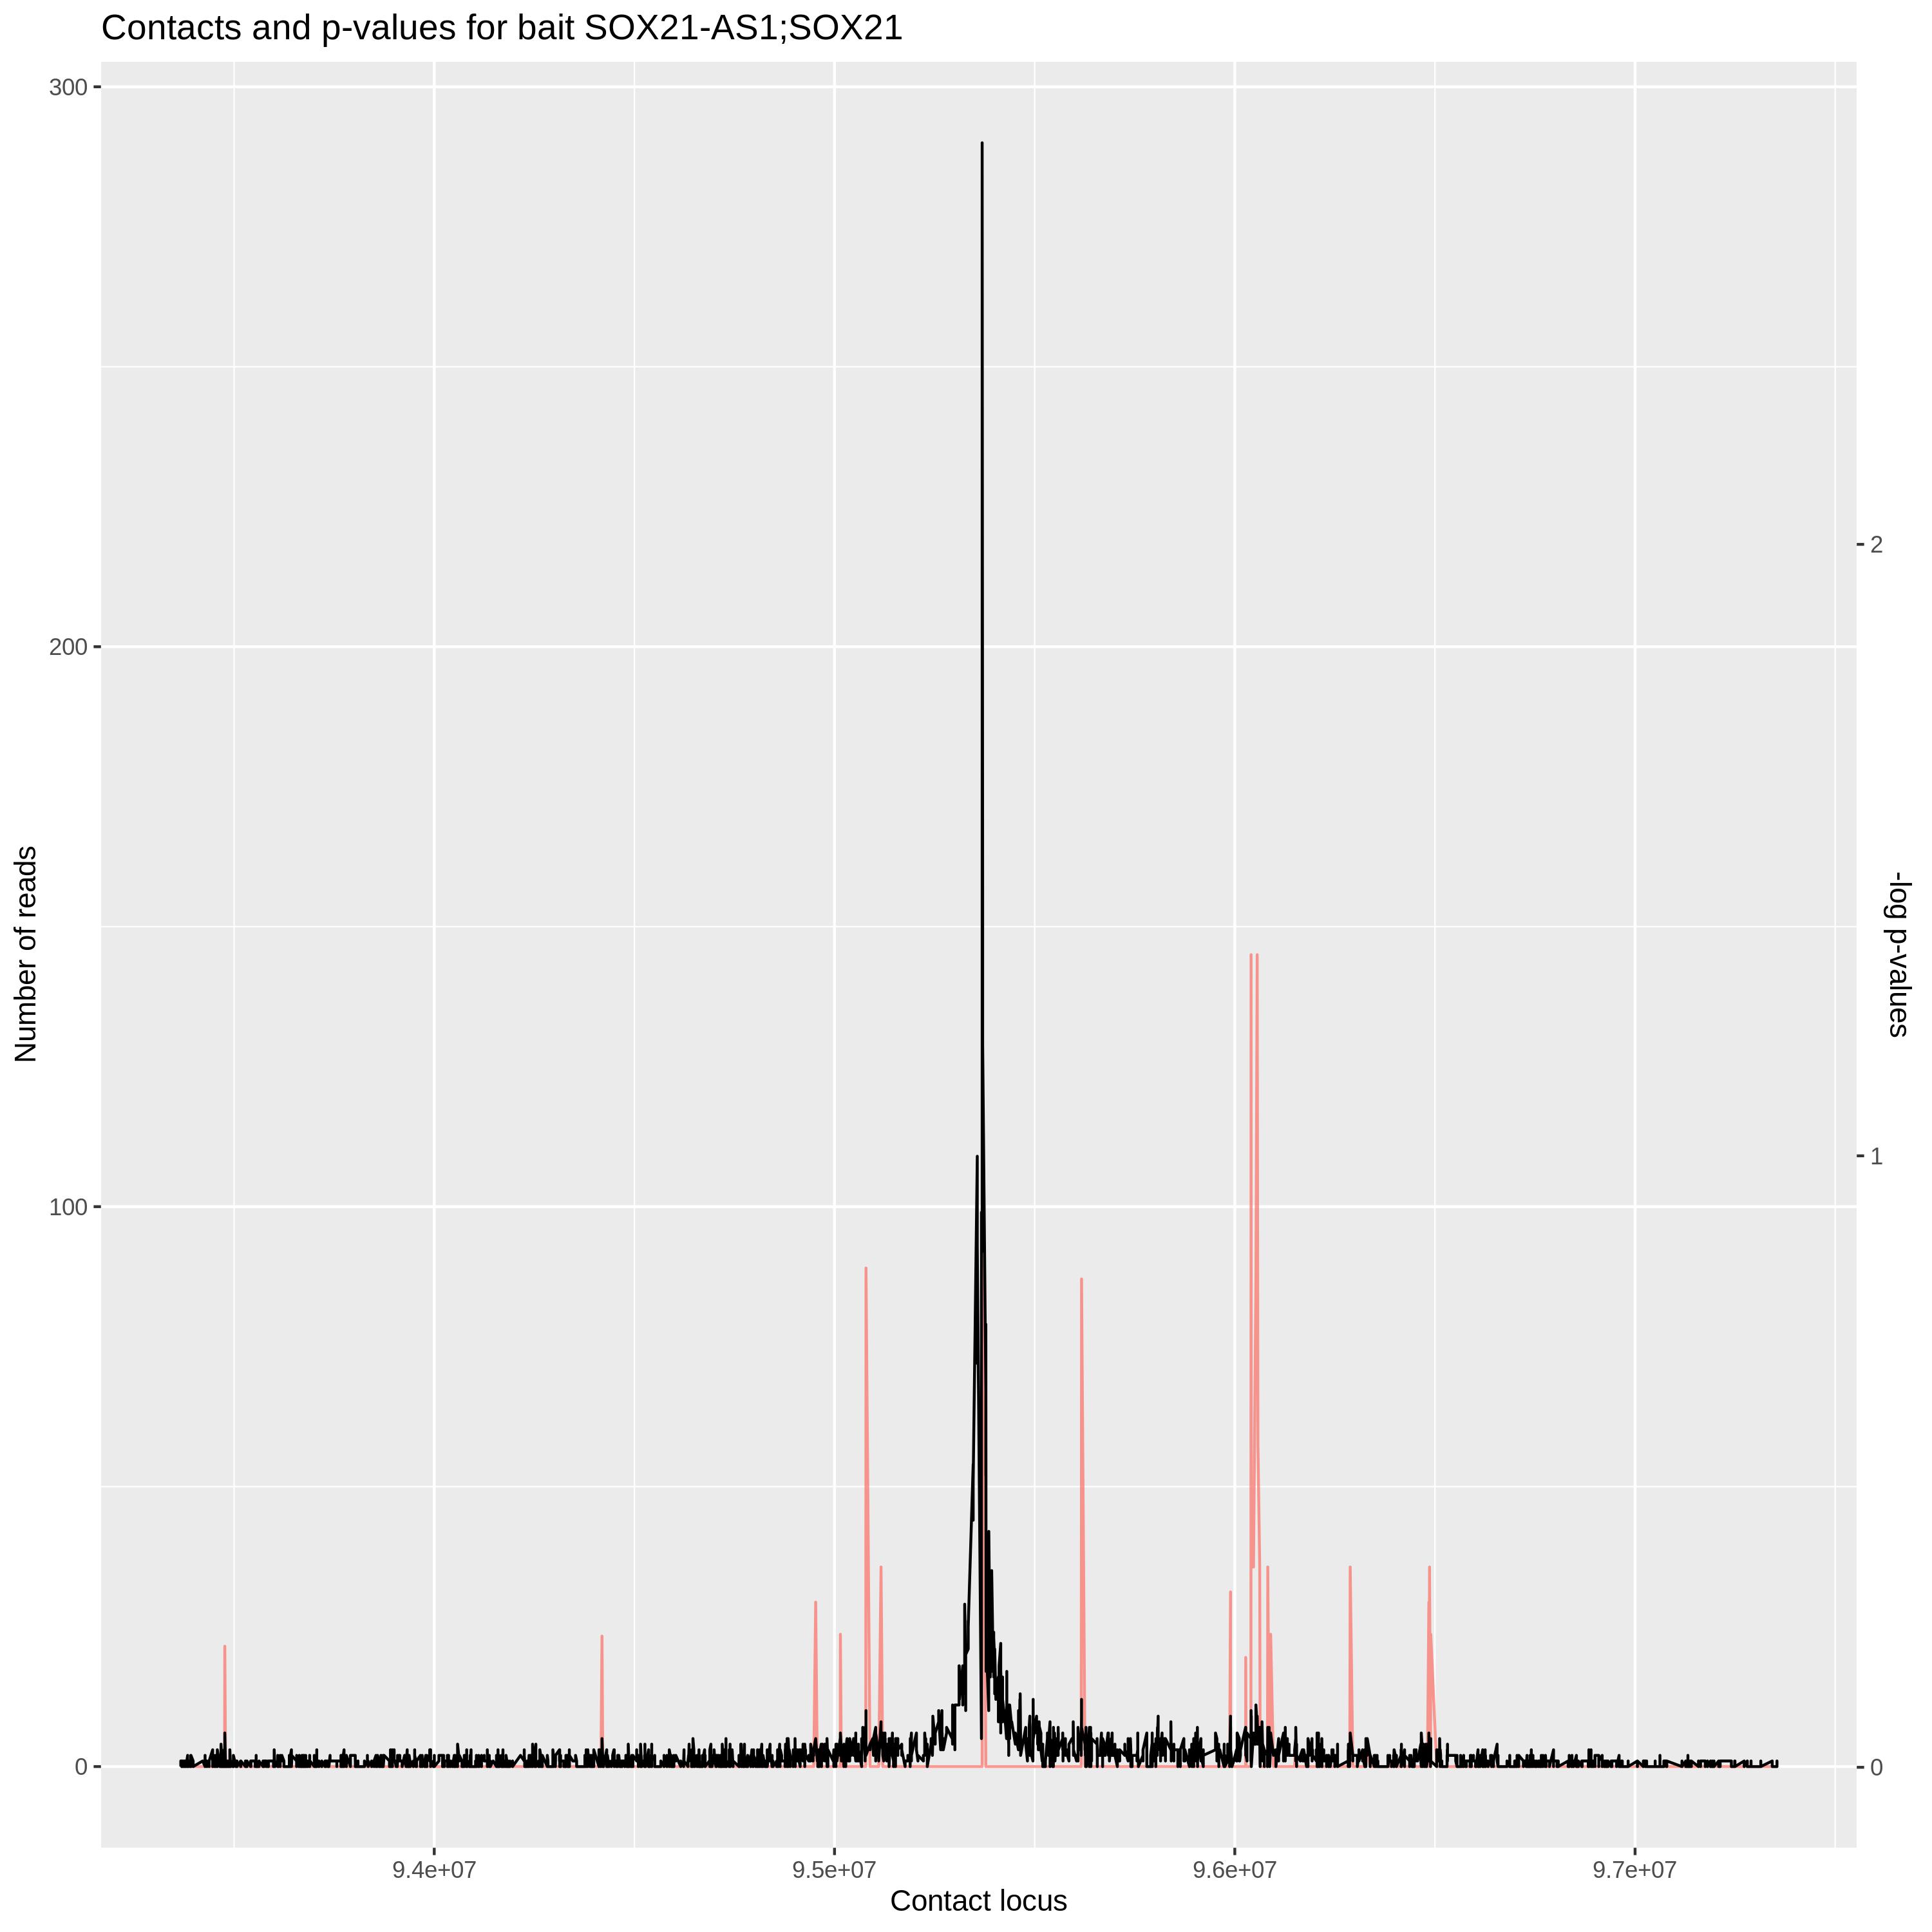 Contacts and p-values for bait SOX21-AS1;SOX21
300
200
100
0
Number of reads
2
1
0
-log p-values
9.4e+07
9.5e+07
9.6e+07
9.7e+07
Contact locus